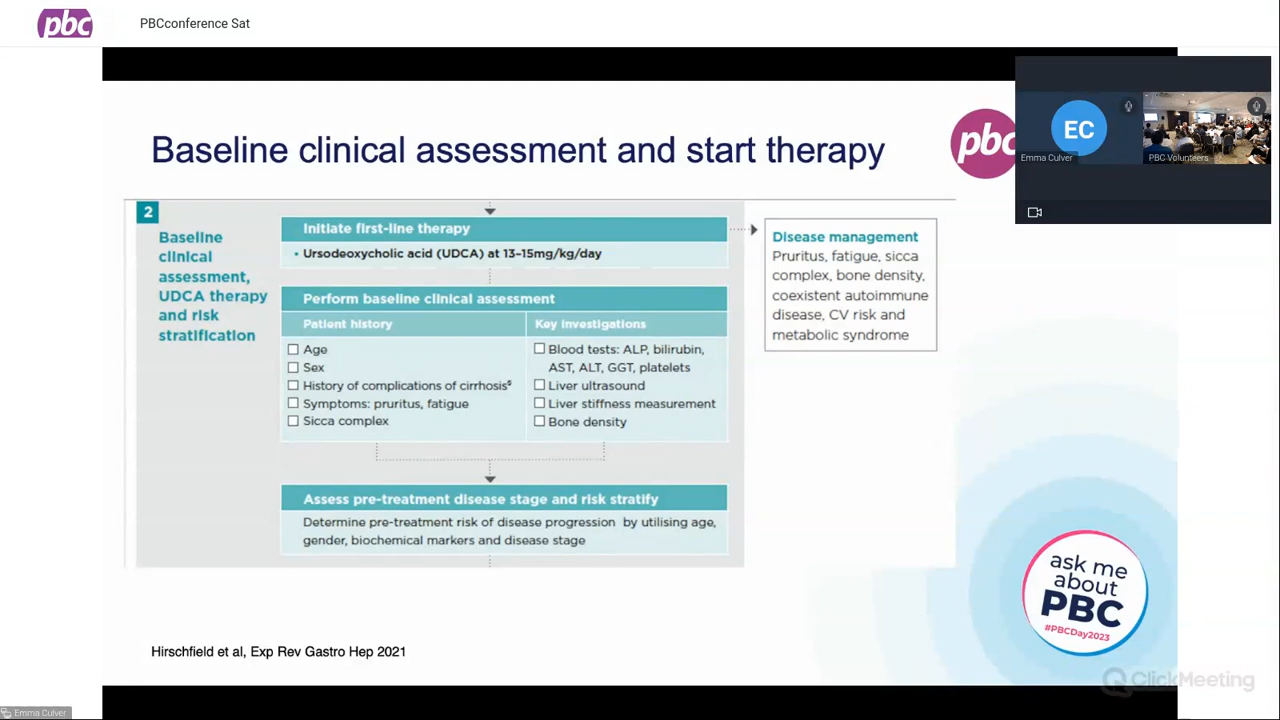 pbc
PBCconference Sat
Baseline clinical assessment and start therapy
pbc
EC
Emma Culver
PBC Volunteers
2
Baseline
clinical
assessment,
UDCA therapy
and risk
stratification
Initiate first-line therapy
• Ursodeoxycholic acid (UDCA) at 13–15mg/kg/day
Perform baseline clinical assessment
Patient history
Age
Sex
History of complications of cirrhosis⁵
Symptoms: pruritus, fatigue
Sicca complex
Key investigations
Blood tests: ALP, bilirubin,
AST, ALT, GGT, platelets
Liver ultrasound
Liver stiffness measurement
Bone density
Assess pre-treatment disease stage and risk stratify
Determine pre-treatment risk of disease progression by utilising age,
gender, biochemical markers and disease stage
Disease management
Pruritus, fatigue, sicca
complex, bone density,
coexistent autoimmune
disease, CV risk and
metabolic syndrome
ask me
about
PBC
#PBCDay2023
Hirschfield et al, Exp Rev Gastro Hep 2021
ClickMeeting
Emma Culver